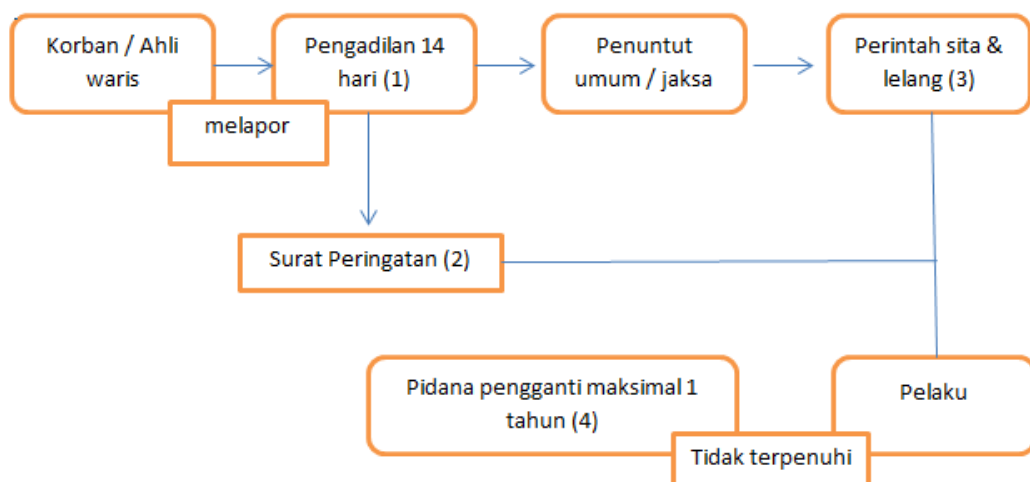 Korban / Ahli
waris
Pengadilan 14
hari (1)
Penuntut
umum / jaksa
Perintah sita &
lelang (3)
melapor
Surat Peringatan (2)
Pidana pengganti maksimal 1
tahun (4)
Pelaku
Tidak terpenuhi